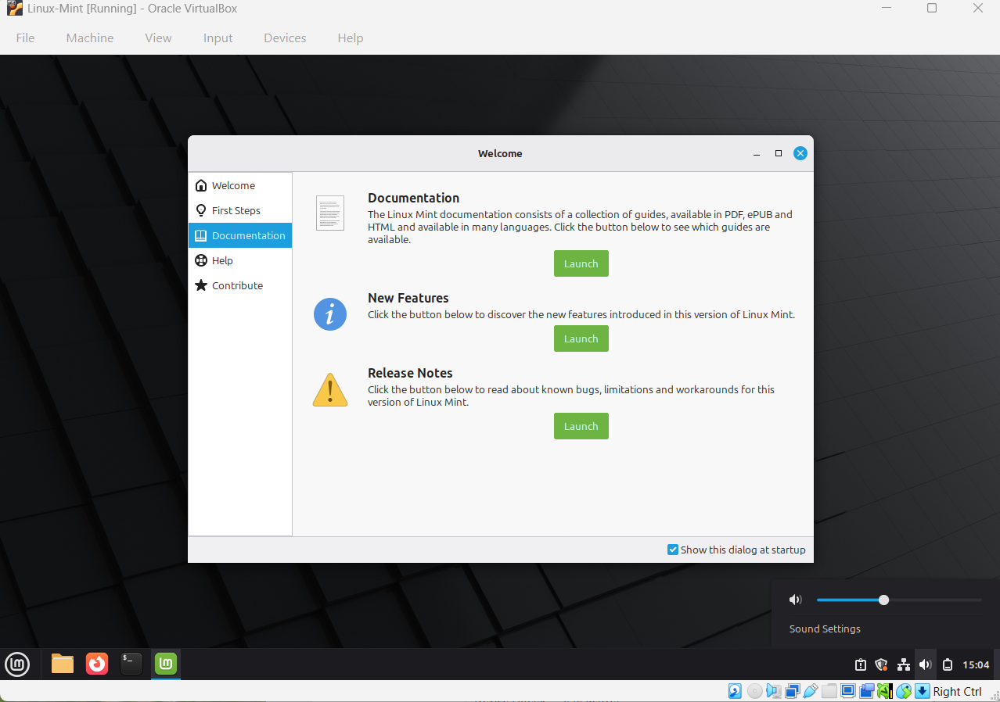 Linux-Mint [Running] - Oracle VirtualBox
File Machine View Input Devices Help
Welcome
Welcome
First Steps
Documentation
Help
Contribute
Documentation
The Linux Mint documentation consists of a collection of guides, available in PDF, ePUB and
HTML and available in many languages. Click the button below to see which guides are
available.
Launch
New Features
Click the button below to discover the new features introduced in this version of Linux Mint.
Launch
Release Notes
Click the button below to read about known bugs, limitations and workarounds for this
version of Linux Mint.
Launch
Show this dialog at startup
Sound Settings
$_
15:04
Right Ctrl